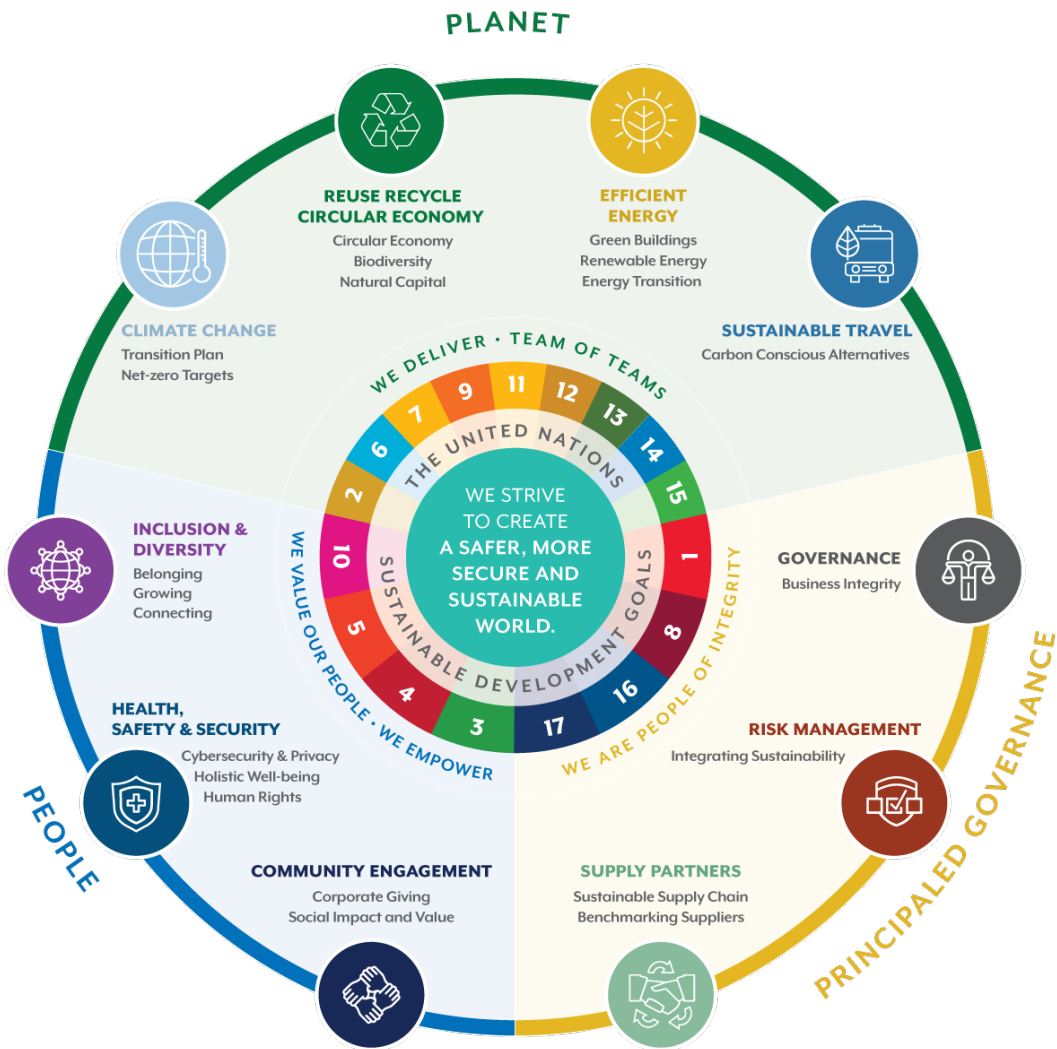 PLANET
REUSE RECYCLE
CIRCULAR ECONOMY
Circular Economy
Biodiversity
Natural Capital
EFFICIENT
ENERGY
Green Buildings
Renewable Energy
Energy Transition
CLIMATE CHANGE
Transition Plan
Net-zero Targets
SUSTAINABLE TRAVEL
Carbon Conscious Alternatives
WE DELIVER • TEAM OF TEAMS
2 6 7 9 11 12 13 14 15
THE UNITED NATIONS
SUSTAINABLE DEVELOPMENT GOALS
WE STRIVE
TO CREATE
A SAFER, MORE
SECURE AND
SUSTAINABLE
WORLD.
10 5 4 3
17 16 8 1
WE VALUE OUR PEOPLE • WE EMPOWER
WE ARE PEOPLE OF INTEGRITY
INCLUSION &
DIVERSITY
Belonging
Growing
Connecting
GOVERNANCE
Business Integrity
HEALTH,
SAFETY & SECURITY
Cybersecurity & Privacy
Holistic Well-being
Human Rights
RISK MANAGEMENT
Integrating Sustainability
PEOPLE
PRINCIPALED GOVERNANCE
COMMUNITY ENGAGEMENT
Corporate Giving
Social Impact and Value
SUPPLY PARTNERS
Sustainable Supply Chain
Benchmarking Suppliers